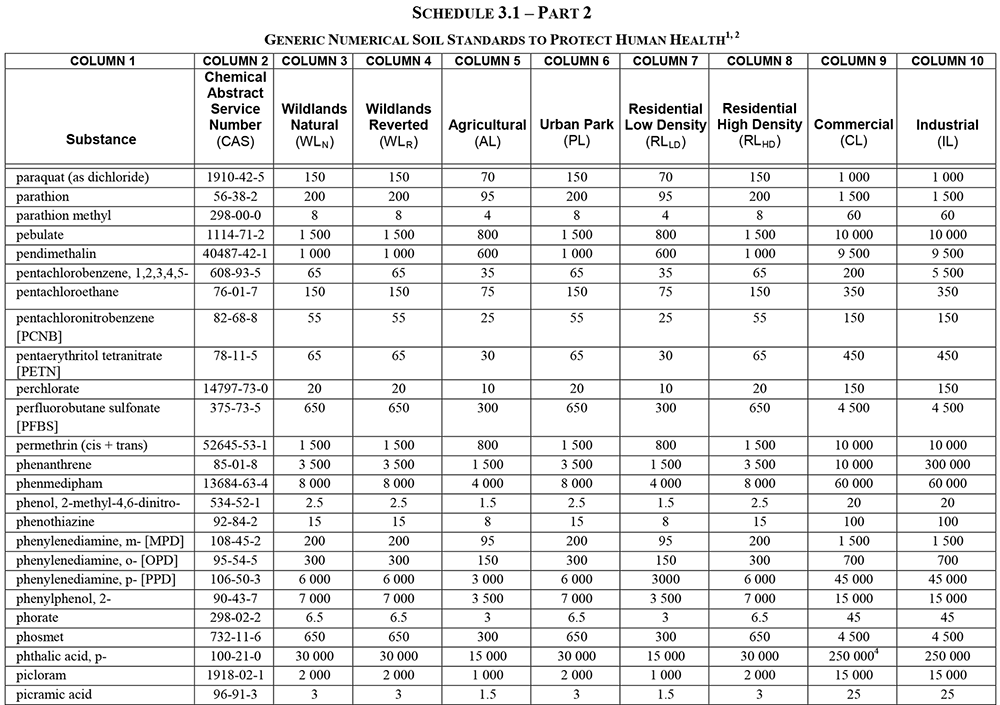 SCHEDULE 3.1 – PART 2
GENERIC NUMERICAL SOIL STANDARDS TO PROTECT HUMAN HEALTH1, 2
COLUMN 1 COLUMN 2 COLUMN 3 COLUMN 4 COLUMN 5 COLUMN 6 COLUMN 7 COLUMN 8 COLUMN 9 COLUMN 10
Substance Chemical Abstract Service Number (CAS) Wildlands Natural (WLN) Wildlands Reverted (WLR) Agricultural (AL) Urban Park (PL) Residential Low Density (RLLD) Residential High Density (RLHD) Commercial (CL) Industrial (IL)
paraquat (as dichloride) 1910-42-5 150 150 70 150 70 150 1 000 1 000
parathion 56-38-2 200 200 95 200 95 200 1 500 1 500
parathion methyl 298-00-0 8 8 4 8 4 8 60 60
pebulate 1114-71-2 1 500 1 500 800 1 500 800 1 500 10 000 10 000
pendimethalin 40487-42-1 1 000 1 000 600 1 000 600 1 000 9 500 9 500
pentachlorobenzene, 1,2,3,4,5- 608-93-5 65 65 35 65 35 65 200 5 500
pentachloroethane 76-01-7 150 150 75 150 75 150 350 350
pentachloronitrobenzene [PCNB] 82-68-8 55 55 25 55 25 55 150 150
pentaerythritol tetranitrate [PETN] 78-11-5 65 65 30 65 30 65 450 450
perchlorate 14797-73-0 20 20 10 20 10 20 150 150
perfluorobutane sulfonate [PFBS] 375-73-5 650 650 300 650 300 650 4 500 4 500
permethrin (cis + trans) 52645-53-1 1 500 1 500 800 1 500 800 1 500 10 000 10 000
phenanthrene 85-01-8 3 500 3 500 1 500 3 500 1 500 3 500 10 000 300 000
phenmedipham 13684-63-4 8 000 8 000 4 000 8 000 4 000 8 000 60 000 60 000
phenol, 2-methyl-4,6-dinitro- 534-52-1 2.5 2.5 1.5 2.5 1.5 2.5 20 20
phenothiazine 92-84-2 15 15 8 15 8 15 100 100
phenylenediamine, m- [MPD] 108-45-2 200 200 95 200 95 200 1 500 1 500
phenylenediamine, o- [OPD] 95-54-5 300 300 150 300 150 300 700 700
phenylenediamine, p- [PPD] 106-50-3 6 000 6 000 3 000 6 000 3000 6 000 45 000 45 000
phenylphenol, 2- 90-43-7 7 000 7 000 3 500 7 000 3 500 7 000 15 000 15 000
phorate 298-02-2 6.5 6.5 3 6.5 3 6.5 45 45
phosmet 732-11-6 650 650 300 650 300 650 4 500 4 500
phthalic acid, p- 100-21-0 30 000 30 000 15 000 30 000 15 000 30 000 250 0004 250 000
picloram 1918-02-1 2 000 2 000 1 000 2 000 1 000 2 000 15 000 15 000
picramic acid 96-91-3 3 3 1.5 3 1.5 3 25 25